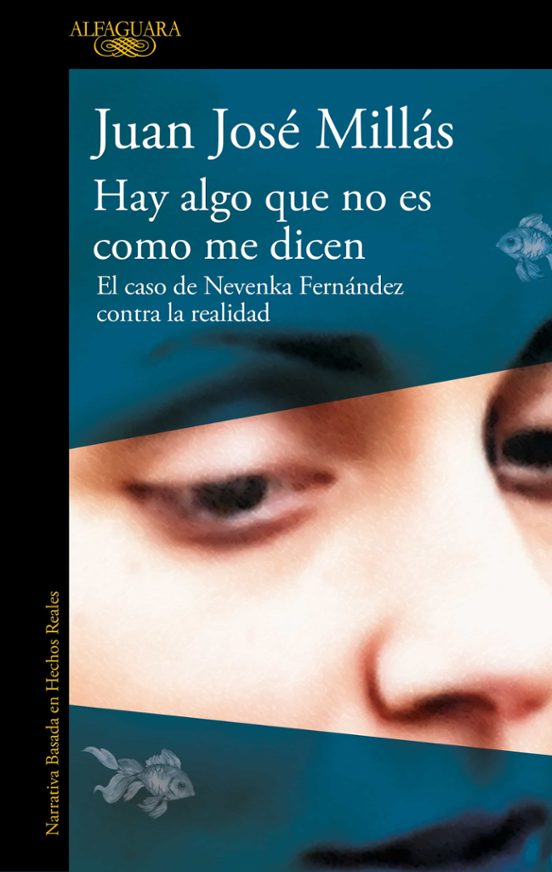 ALFAGUARA
Juan José Millás
Hay algo que no es
como me dicen
El caso de Nevenka Fernández
contra la realidad
Narrativa Basada en Hechos Reales